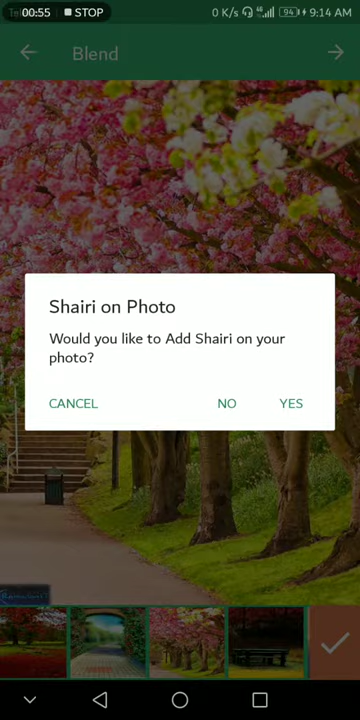 00:55 STOP 0 K/s 46 94 9:14 AM
Blend
Shairi on Photo
Would you like to Add Shairi on your
photo?
CANCEL NO YES